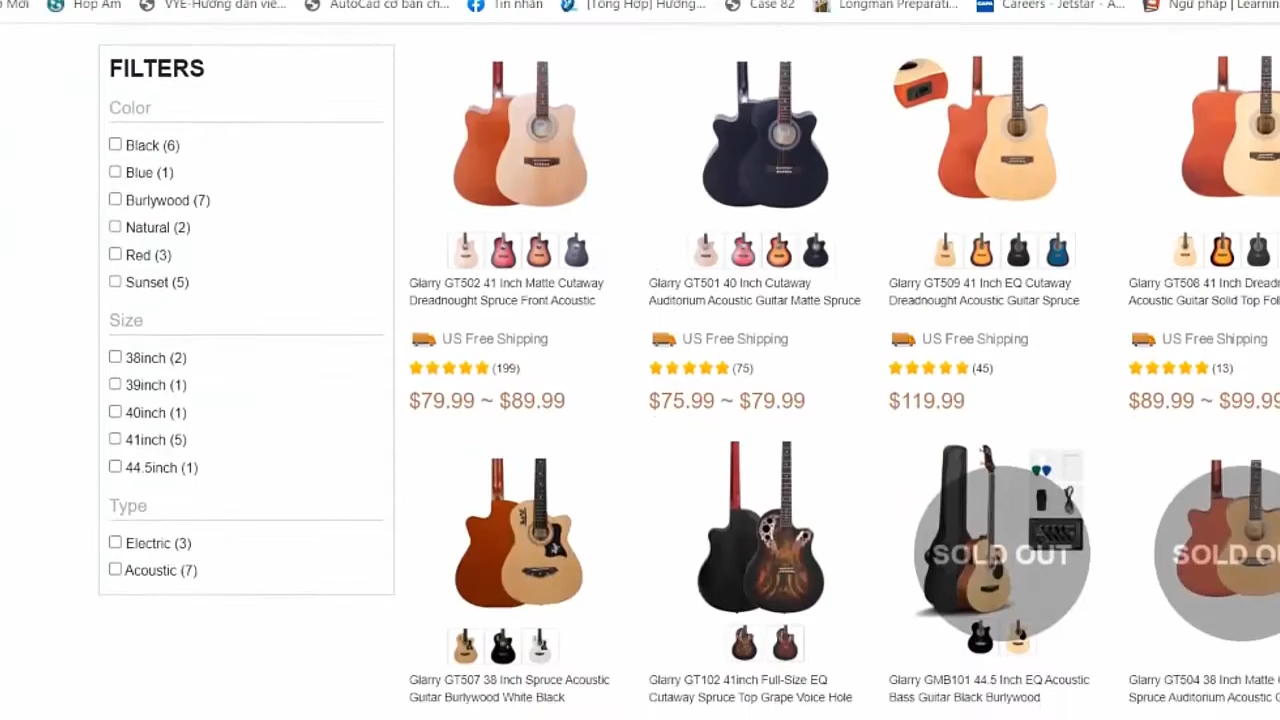 Hợp Âm
VYE-Hướng dẫn viê...
AutoCad cơ bản ch...
Tin nhắn
[Tổng Hợp] Hướng...
Case 82
Longman Preparati...
Careers - Jetstar - A...
Ngữ pháp | Learnin
FILTERS
Color
Black (6)
Blue (1)
Burlywood (7)
Natural (2)
Red (3)
Sunset (5)
Size
38inch (2)
39inch (1)
40inch (1)
41inch (5)
44.5inch (1)
Type
Electric (3)
Acoustic (7)
Glarry GT502 41 Inch Matte Cutaway
Dreadnought Spruce Front Acoustic
US Free Shipping
(199)
$79.99 ~ $89.99
Glarry GT501 40 Inch Cutaway
Auditorium Acoustic Guitar Matte Spruce
US Free Shipping
(75)
$75.99 ~ $79.99
Glarry GT509 41 Inch EQ Cutaway
Dreadnought Acoustic Guitar Spruce
US Free Shipping
(45)
$119.99
Glarry GT508 41 Inch Dreadn
Acoustic Guitar Solid Top Fol
US Free Shipping
(13)
$89.99 ~ $99.99
Glarry GT507 38 Inch Spruce Acoustic
Guitar Burlywood White Black
Glarry GT102 41inch Full-Size EQ
Cutaway Spruce Top Grape Voice Hole
SOLD OUT
Glarry GMB101 44.5 Inch EQ Acoustic
Bass Guitar Black Burlywood
SOLD OU
Glarry GT504 38 Inch Matte
Spruce Auditorium Acoustic